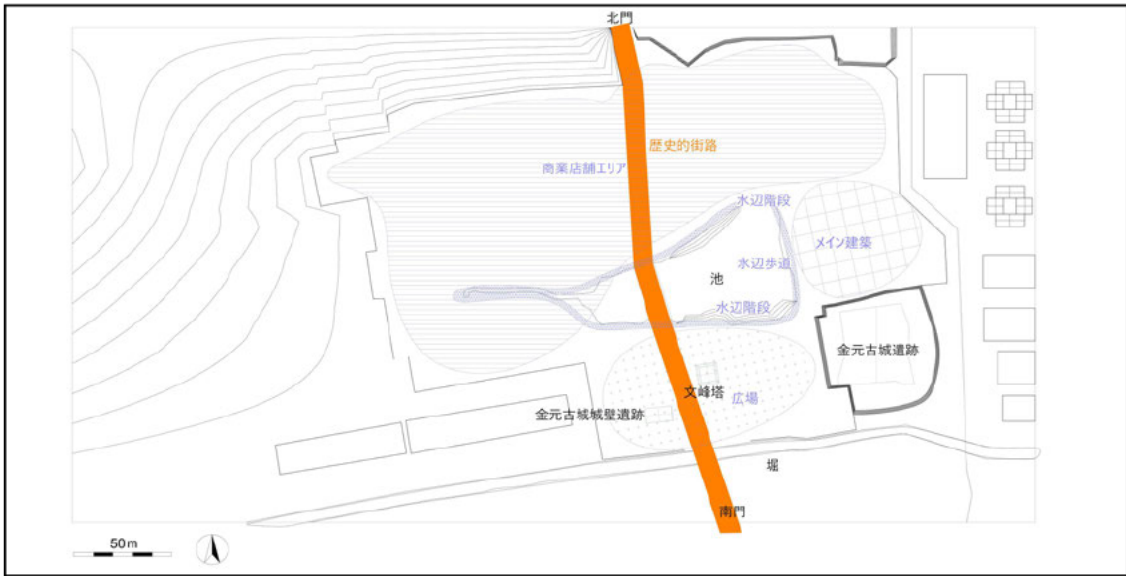 北門
歴史的街路
商業店舗エリア
水辺階段
メイン建築
水辺歩道
池
水辺階段
金元古城遺跡
文峰塔
広場
金元古城城壁遺跡
堀
南門
50m